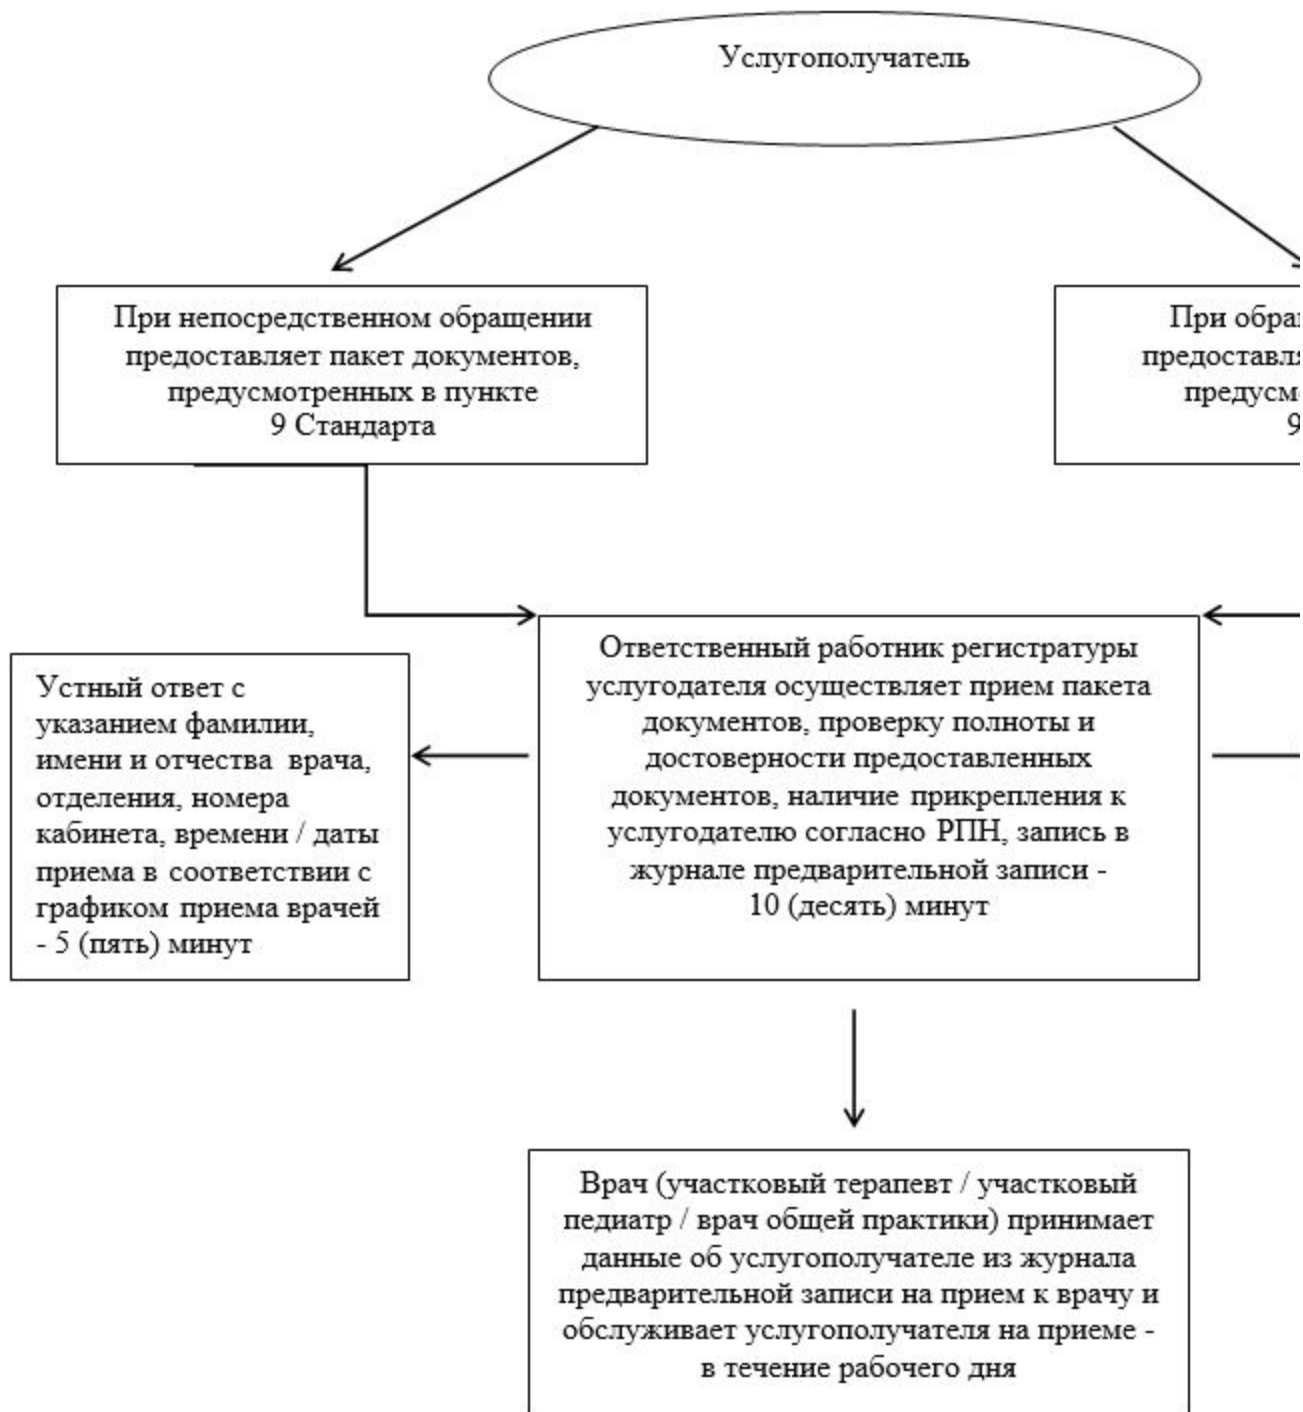 Услугополучатель
При непосредственном обращении
предоставляет пакет документов,
предусмотренных в пункте
9 Стандарта
При
9
Ответственный работник регистратуры
услугодателя осуществляет прием пакета
документов, проверку полноты и
достоверности предоставленных
документов, наличие прикрепления к
услугодателю согласно РПН, запись в
журнале предварительной записи -
10 (десять) минут
Устный ответ с
указанием фамилии,
имени и отчества врача,
отделения, номера
кабинета, времени / даты
приема в соответствии с
графиком приема врачей
- 5 (пять) минут
Врач (участковый терапевт / участковый
педиатр / врач общей практики) принимает
данные об услугополучателе из журнала
предварительной записи на прием к врачу и
обслуживает услугополучателя на приеме -
в течение рабочего дня